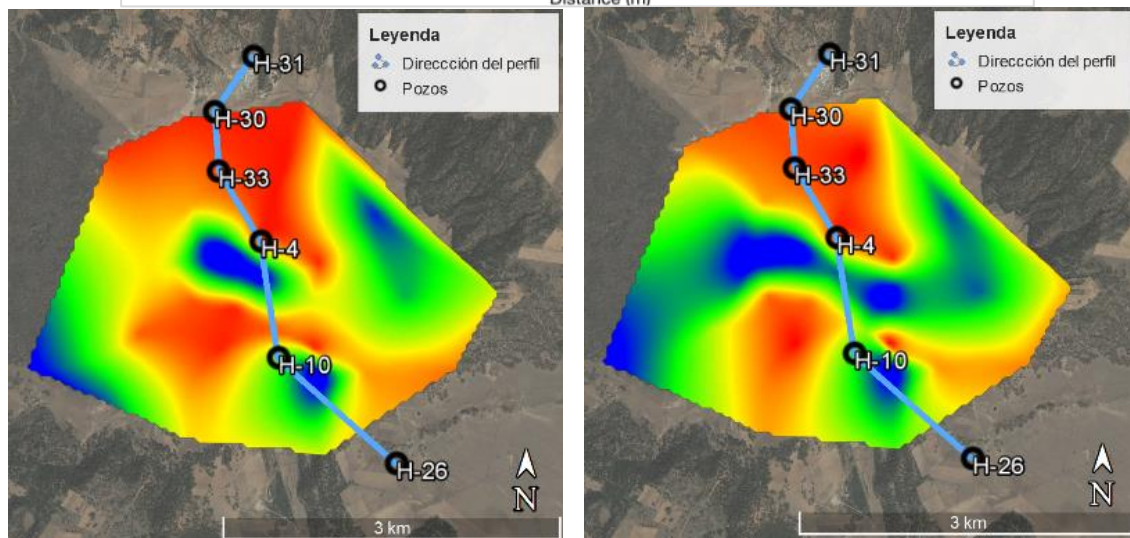 Distance (m)
Leyenda
Direccción del perfil
Pozos
H-31
H-30
H-33
H-4
H-10
H-26
N
3 km
Leyenda
Direccción del perfil
Pozos
H-31
H-30
H-33
H-4
H-10
H-26
N
3 km